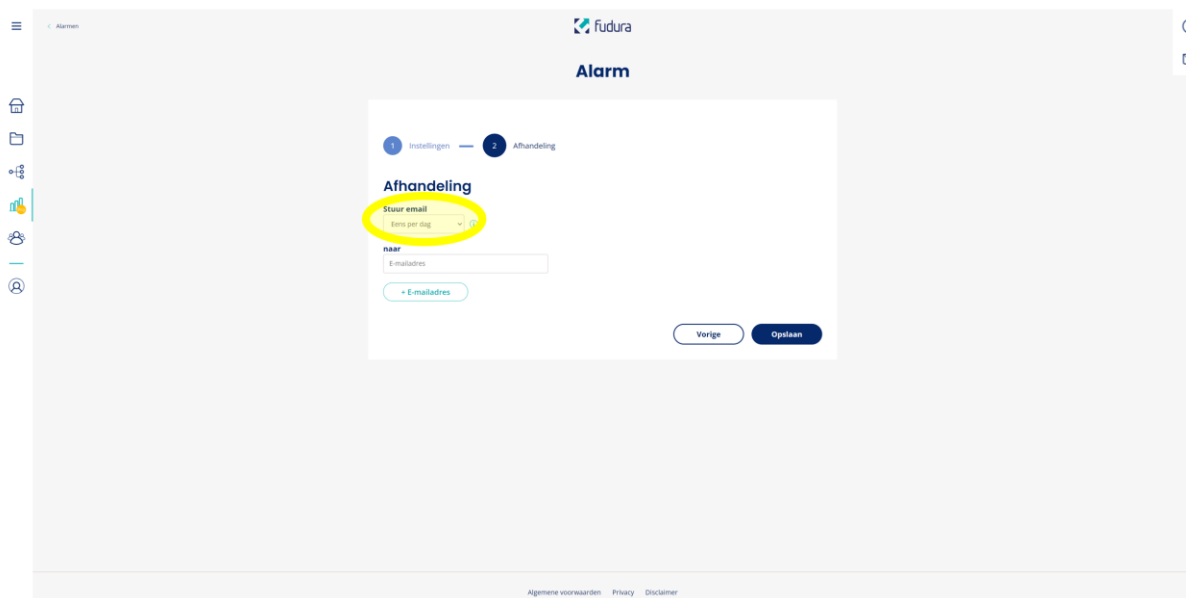 < Alarmen
fudura
Alarm
1 Instellingen 2 Afhandeling
Afhandeling
Stuur email
Eens per dag
naar
E-mailadres
+ E-mailadres
Vorige Opslaan
Algemene voorwaarden Privacy Disclaimer